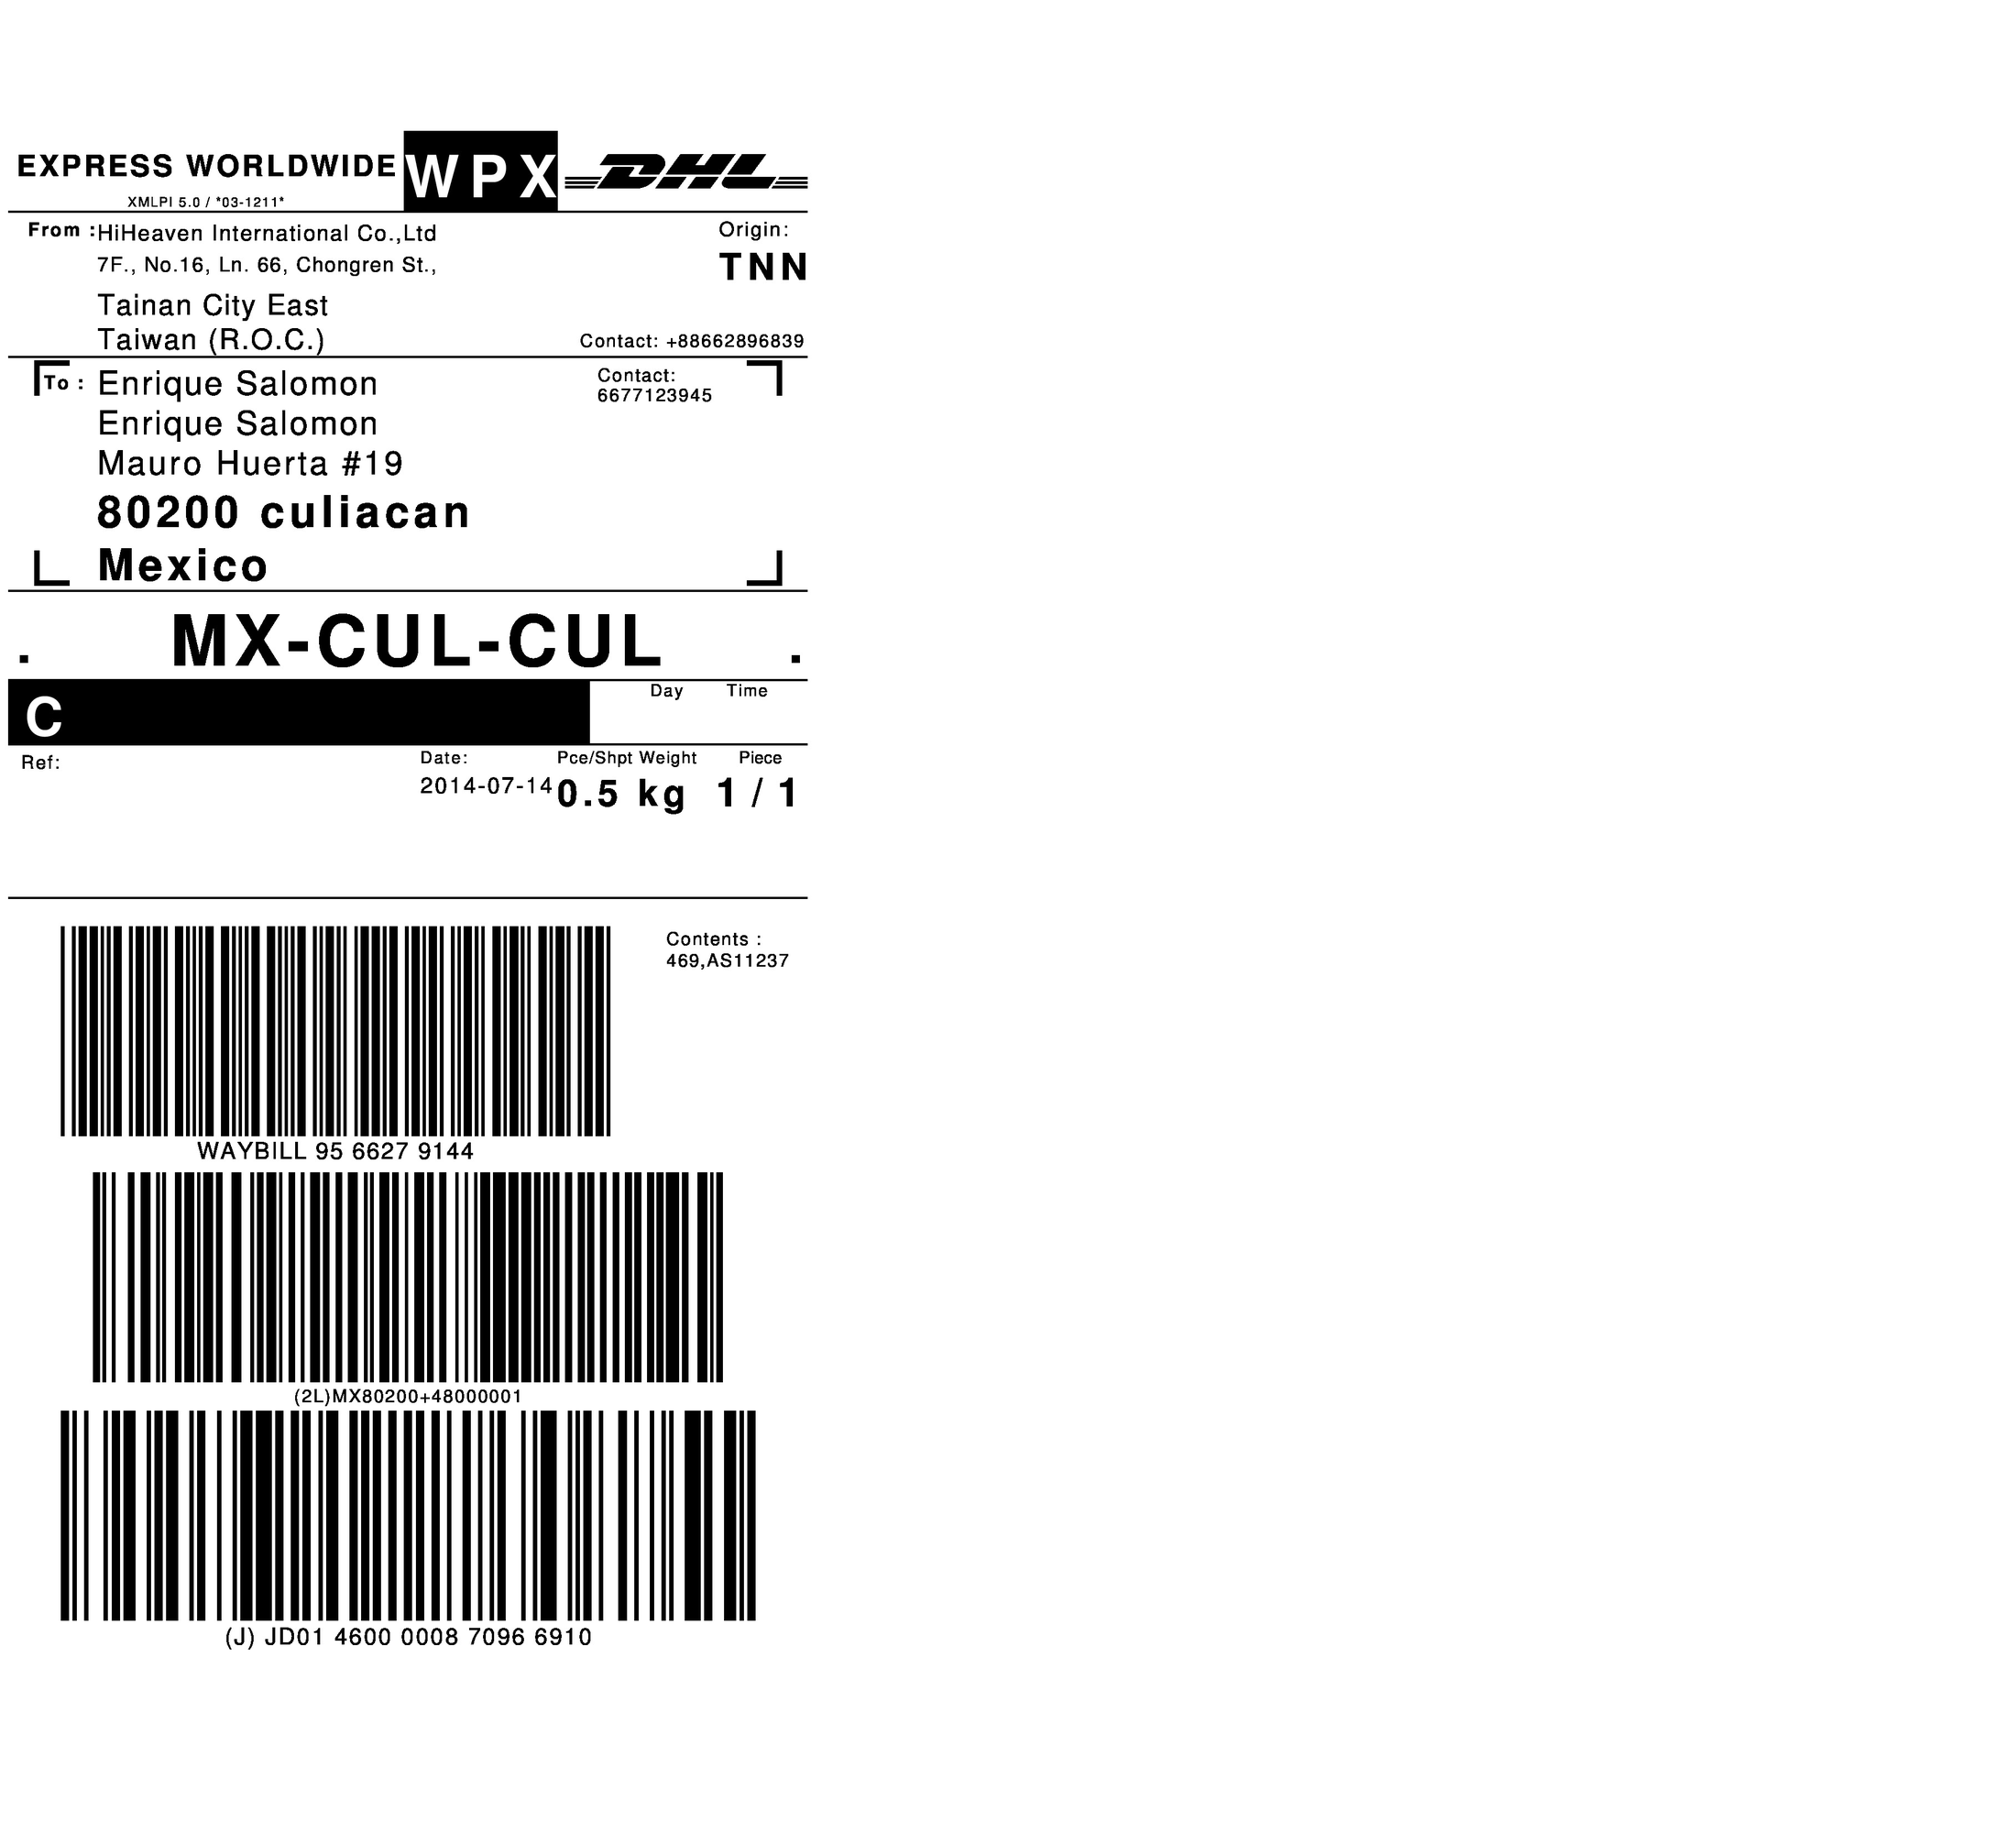 EXPRESS WORLDWIDE WPX DHL
XMLPI 5.0 / *03-1211*
From : HiHeaven International Co.,Ltd
Origin:
7F., No.16, Ln. 66, Chongren St.,
TNN
Tainan City East
Taiwan (R.O.C.)
Contact: +88662896839
To : Enrique Salomon
Contact:
6677123945
Enrique Salomon
Mauro Huerta #19
80200 culiacan
Mexico
. MX-CUL-CUL .
C
Day Time
Ref:
Date: Pce/Shpt Weight Piece
2014-07-14 0.5 kg 1 / 1
Contents :
469,AS11237
WAYBILL 95 6627 9144
(2L)MX80200+48000001
(J) JD01 4600 0008 7096 6910